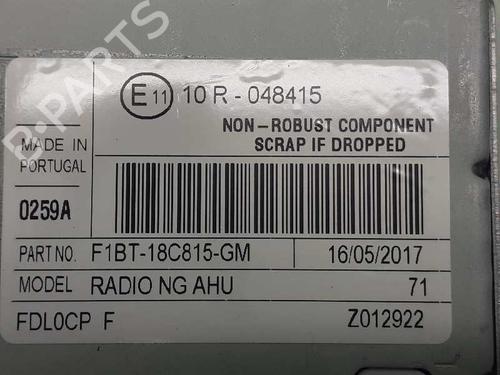 B-PARTS
E11 10 R - 048415
NON-ROBUST COMPONENT
SCRAP IF DROPPED
MADE IN
PORTUGAL
0259A
PART NO. F1BT-18C815-GM 16/05/2017
MODEL RADIO NG AHU 71
FDL0CP F Z012922